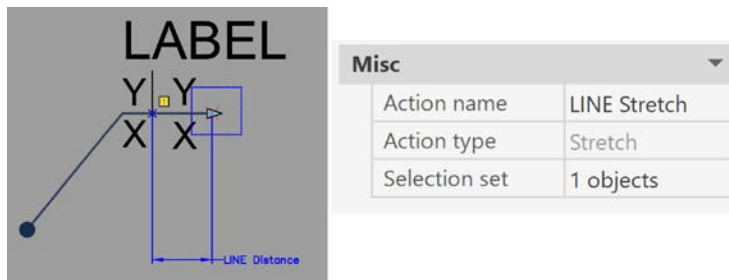 LABEL
Y Y
X X
LINE Distance
Misc
Action name LINE Stretch
Action type Stretch
Selection set 1 objects